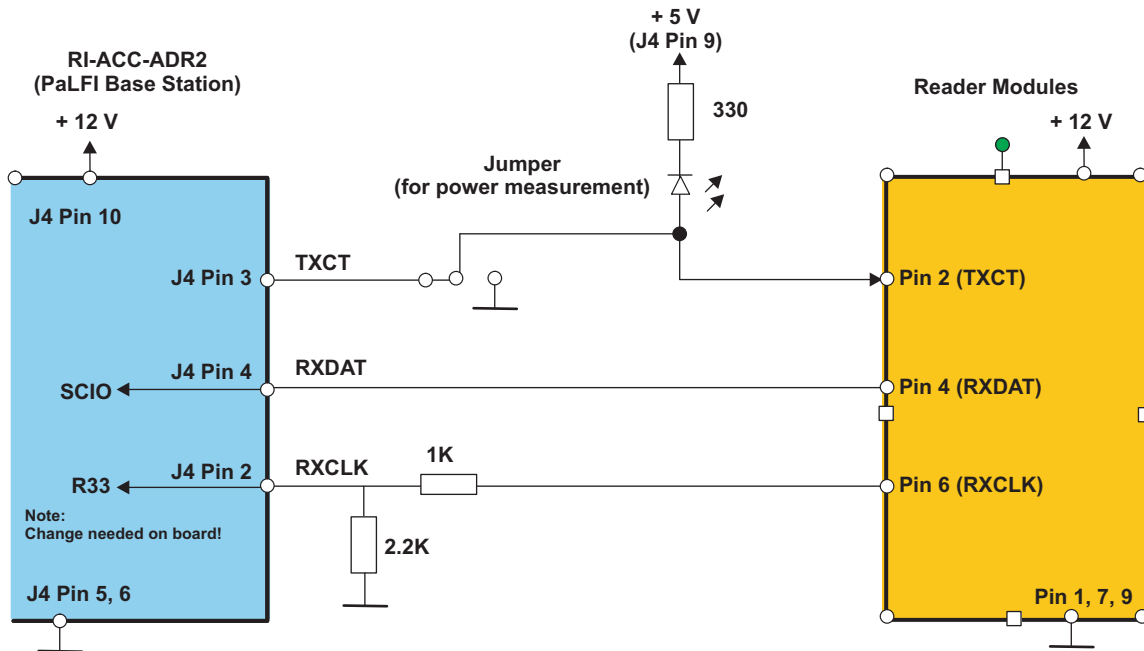 + 5 V
(J4 Pin 9)
RI-ACC-ADR2
(PaLFI Base Station)
+ 12 V
330
Reader Modules
+ 12 V
Jumper
(for power measurement)
J4 Pin 10
J4 Pin 3
TXCT
Pin 2 (TXCT)
J4 Pin 4
RXDAT
SCIO
Pin 4 (RXDAT)
J4 Pin 2
RXCLK
1K
R33
Pin 6 (RXCLK)
Note:
Change needed on board!
2.2K
J4 Pin 5, 6
Pin 1, 7, 9